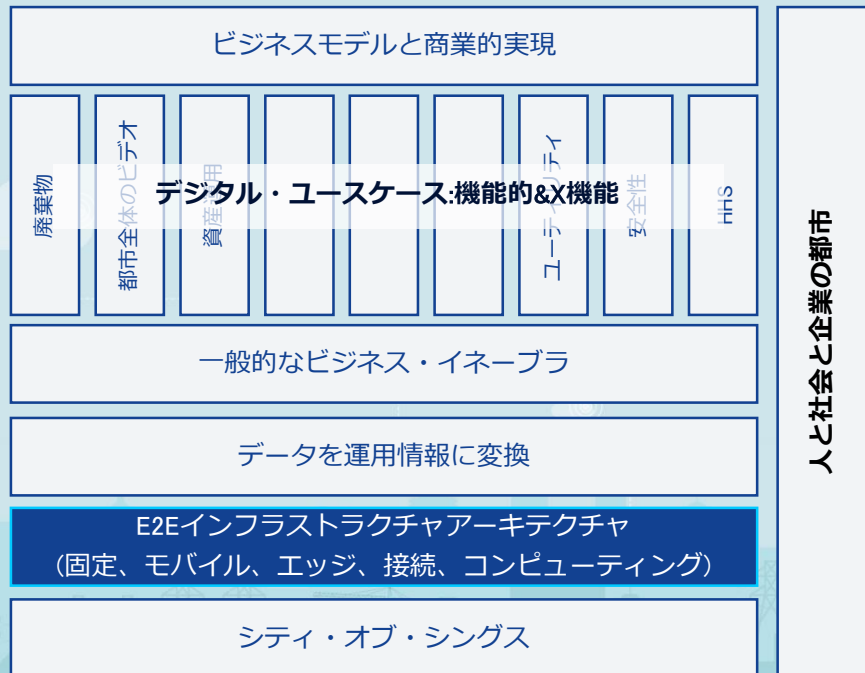 ビジネスモデルと商業的実現
廃棄物
都市全体のビデオ
資産運用
ユーティリティ
安全性
HHS
デジタル・ユースケース:機能的&X機能
一般的なビジネス・イネーブラ
データを運用情報に変換
E2Eインフラストラクチャアーキテクチャ
(固定、モバイル、エッジ、接続、コンピューティング)
シティ・オブ・シングス
人と社会と企業の都市